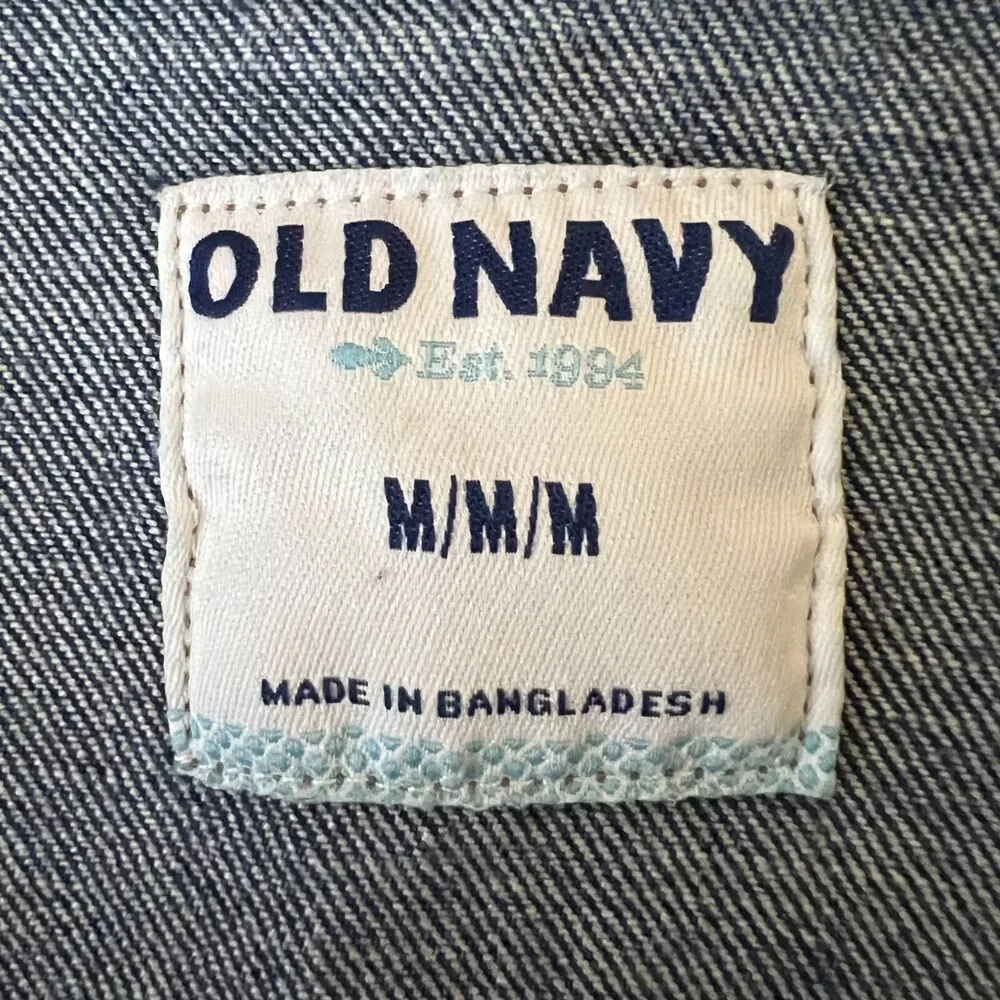 OLD NAVY
Est. 1994
M/M/M
MADE IN BANGLADESH